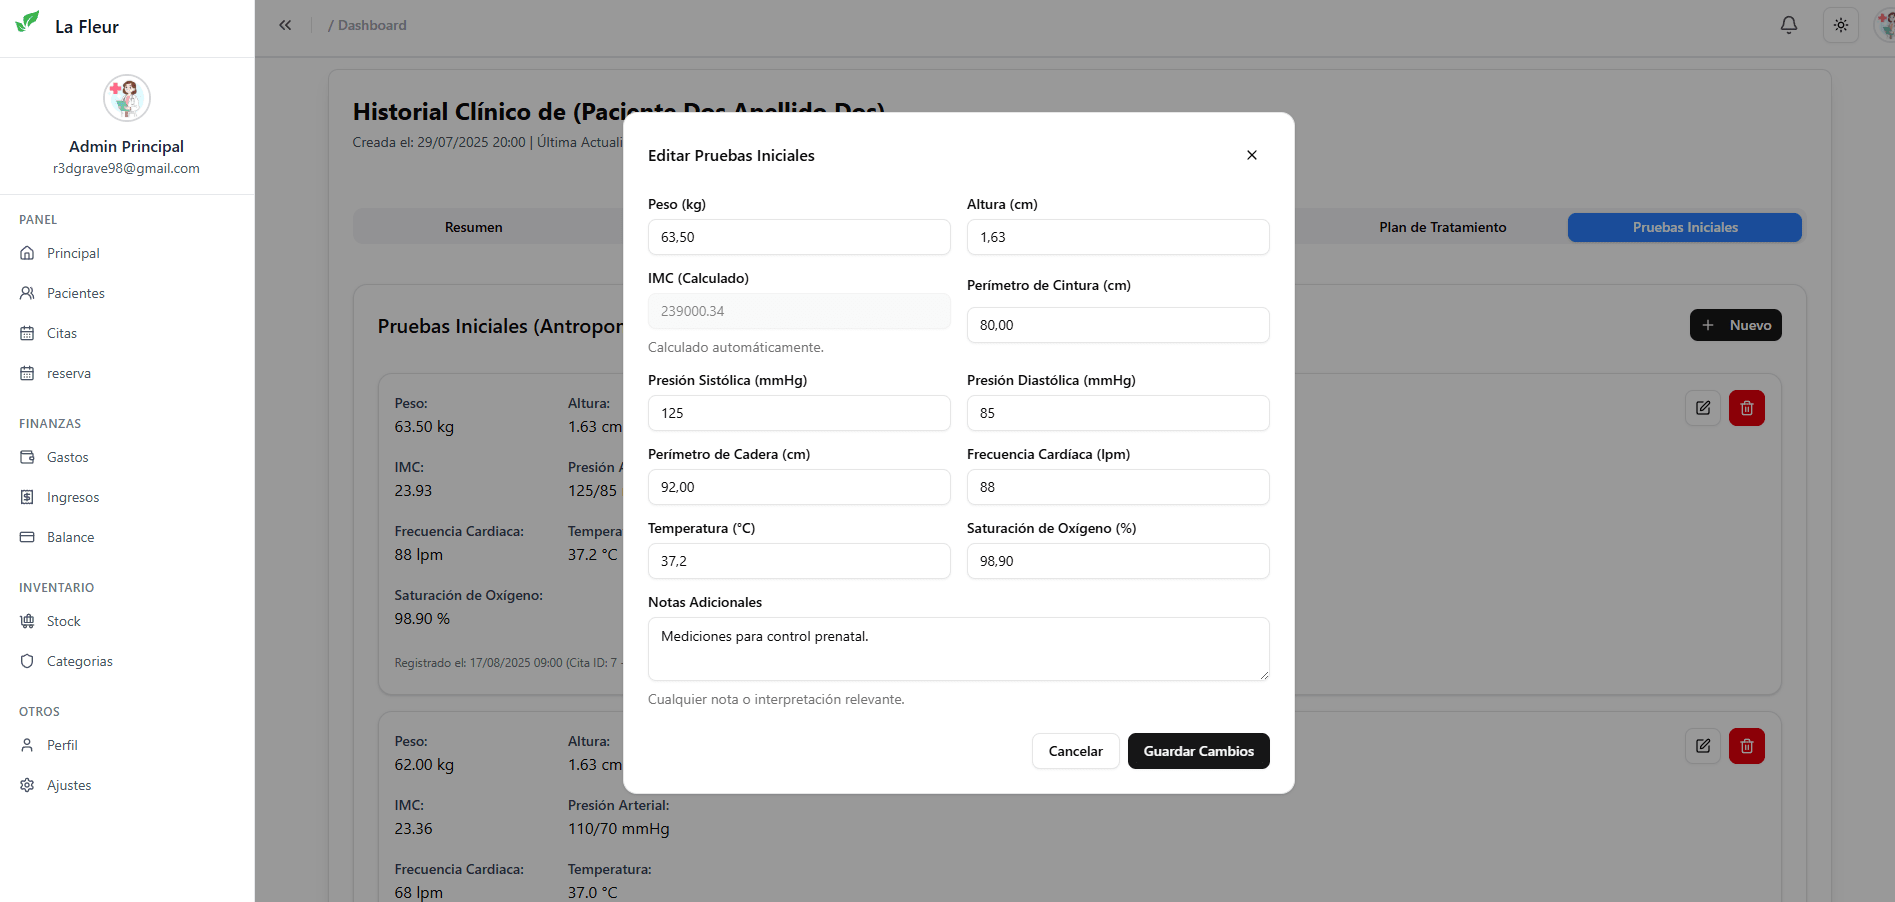 La Fleur
/ Dashboard
Admin Principal
r3dgrave98@gmail.com
PANEL
Principal
Pacientes
Citas
reserva
FINANZAS
Gastos
Ingresos
Balance
INVENTARIO
Stock
Categorias
OTROS
Perfil
Ajustes
Historial Clínico de (Paciente Dos Apellido Dos)
Creada el: 29/07/2025 20:00 | Última Actuali
Resumen
Plan de Tratamiento
Pruebas Iniciales
Pruebas Iniciales (Antropor
Nuevo
Peso: Altura:
63.50 kg 1.63 cm
IMC: Presión A
23.93 125/85
Frecuencia Cardiaca: Tempera
88 lpm 37.2 °C
Saturación de Oxígeno:
98.90 %
Registrado el: 17/08/2025 09:00 (Cita ID: 7 -
Peso: Altura:
62.00 kg 1.63 cm
IMC: Presión Arterial:
23.36 110/70 mmHg
Frecuencia Cardiaca: Temperatura:
68 lpm 37.0 °C
Editar Pruebas Iniciales
Peso (kg) Altura (cm)
63,50 1,63
IMC (Calculado) Perímetro de Cintura (cm)
239000.34 80,00
Calculado automáticamente.
Presión Sistólica (mmHg) Presión Diastólica (mmHg)
125 85
Perímetro de Cadera (cm) Frecuencia Cardíaca (lpm)
92,00 88
Temperatura (°C) Saturación de Oxígeno (%)
37,2 98,90
Notas Adicionales
Mediciones para control prenatal.
Cualquier nota o interpretación relevante.
Cancelar Guardar Cambios